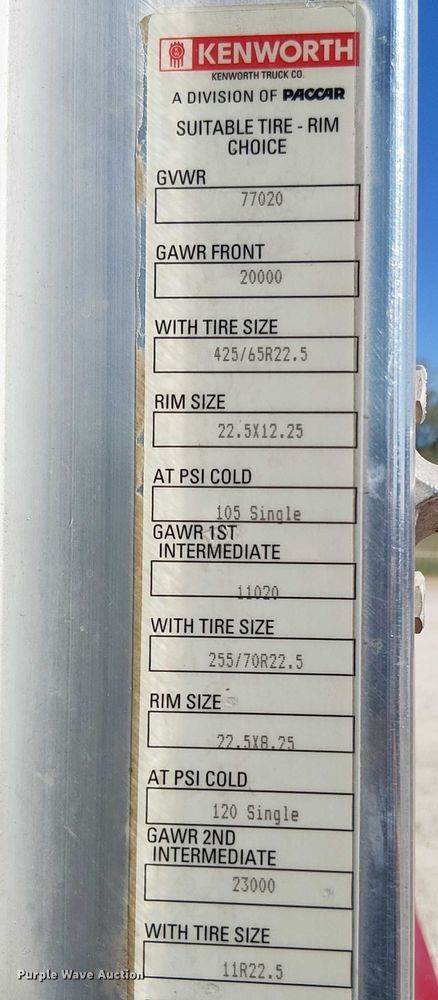 KENWORTH
KENWORTH TRUCK CO.
A DIVISION OF PACCAR
SUITABLE TIRE - RIM
CHOICE
GVWR
77020
GAWR FRONT
20000
WITH TIRE SIZE
425/65R22.5
RIM SIZE
22.5X12.25
AT PSI COLD
105 Single
GAWR 1ST
INTERMEDIATE
11020
WITH TIRE SIZE
255/70R22.5
RIM SIZE
22.5X8.25
AT PSI COLD
120 Single
GAWR 2ND
INTERMEDIATE
23000
WITH TIRE SIZE
11R22.5
Purple Wave Auction